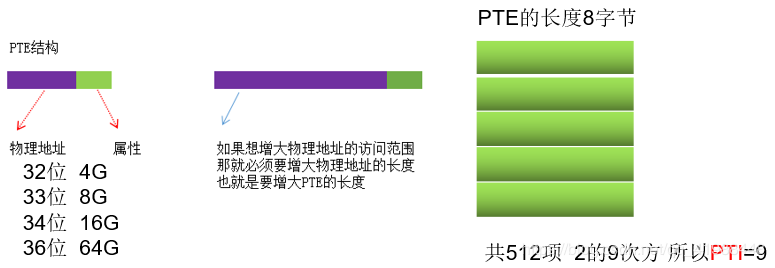 PTE结构
物理地址
属性
32位 4G
33位 8G
34位 16G
36位 64G
如果想增大物理地址的访问范围
那就必须要增大物理地址的长度
也就是要增大PTE的长度
PTE的长度8字节
共512项 2的9次方 所以PTI=9